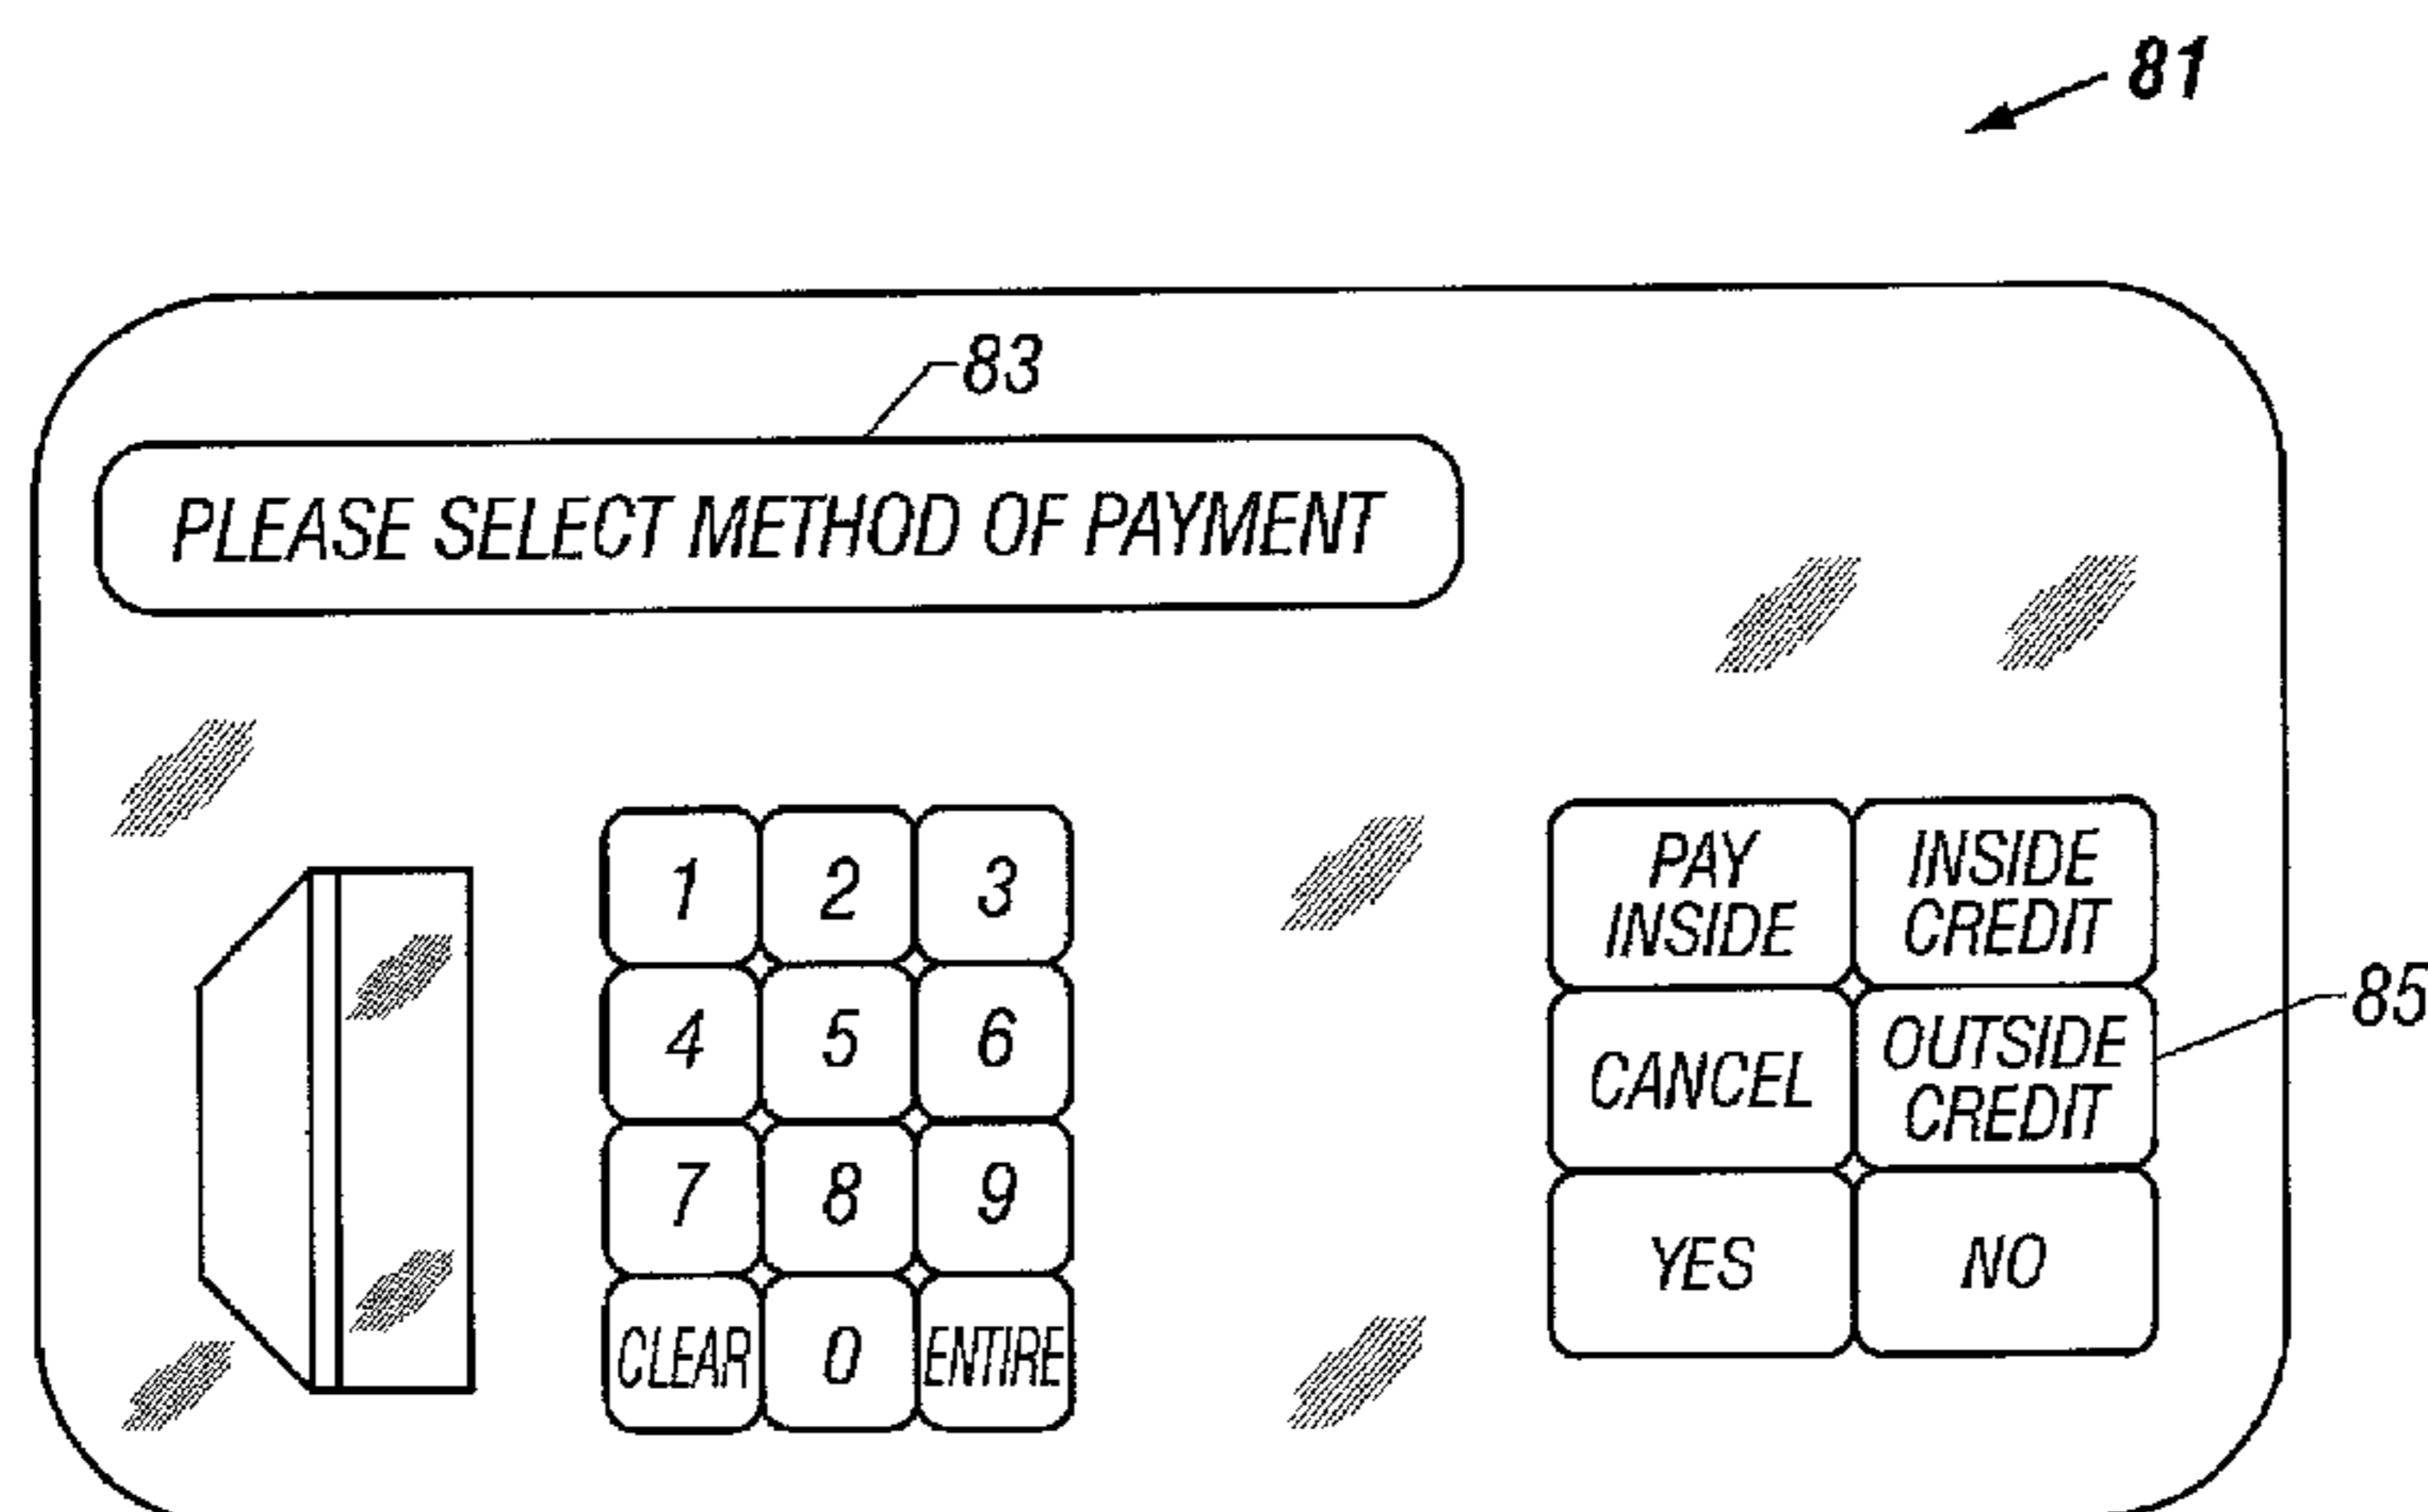 81
83
PLEASE SELECT METHOD OF PAYMENT
1 2 3
4 5 6
7 8 9
CLEAR 0 ENTIRE
PAY
INSIDE
INSIDE
CREDIT
CANCEL
OUTSIDE
CREDIT
85
YES
NO